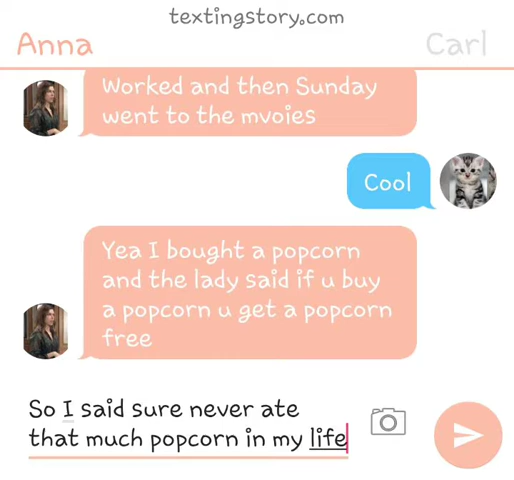 textingstory.com
Anna
Carl
Worked and then Sunday
went to the mvoies
Cool
Yea I bought a popcorn
and the lady said if u buy
a popcorn u get a popcorn
free
So I said sure never ate
that much popcorn in my life